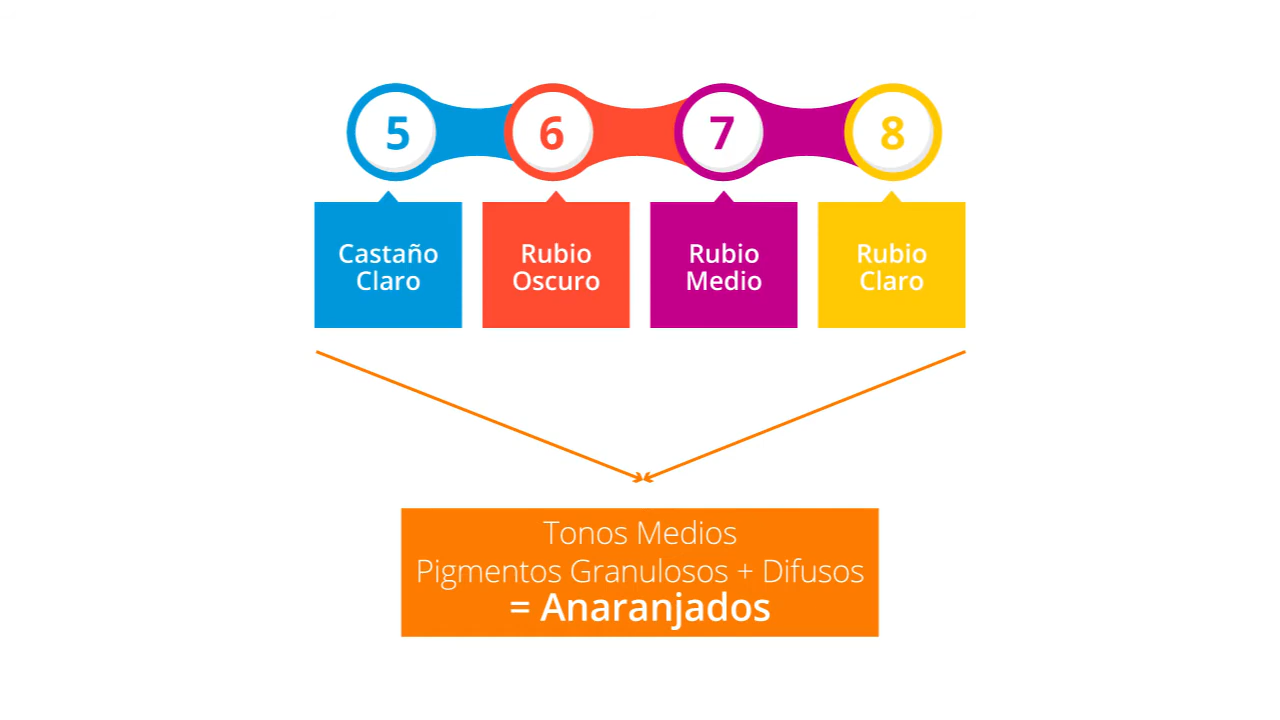 5 6 7 8
Castaño
Claro
Rubio
Oscuro
Rubio
Medio
Rubio
Claro
Tonos Medios
Pigmentos Granulosos + Difusos
= Anaranjados